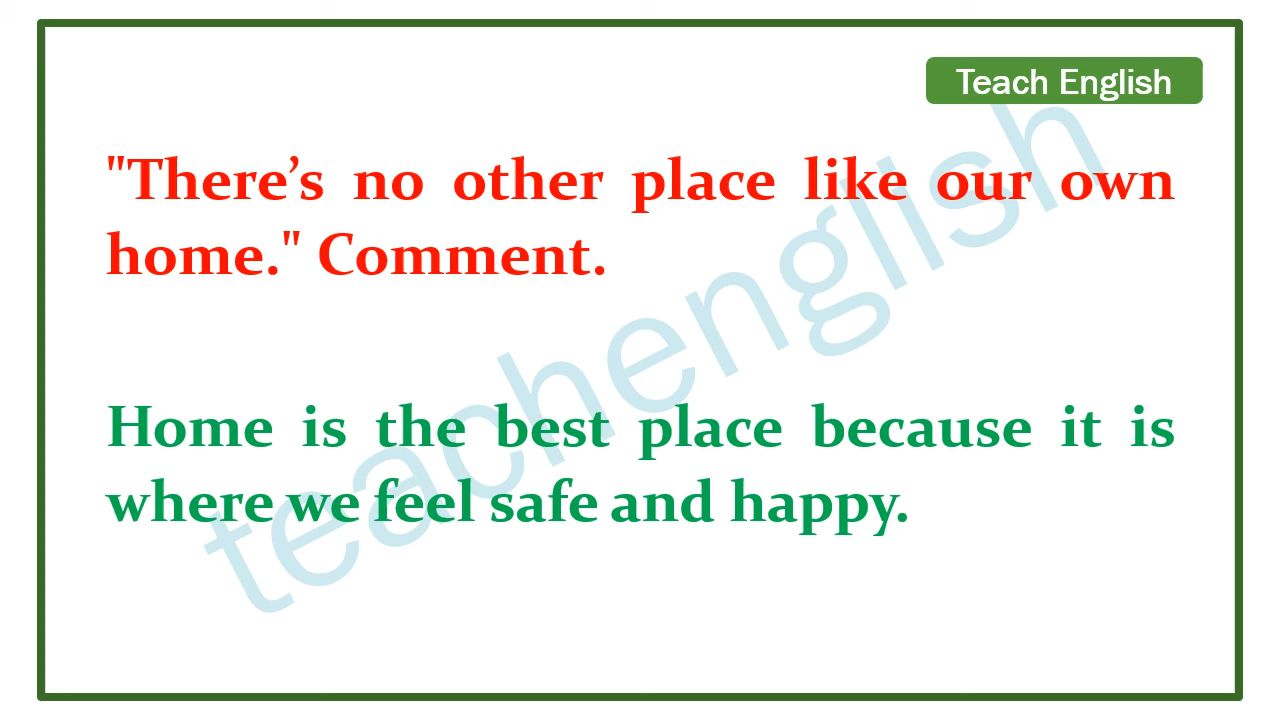 Teach English
"There’s no other place like our own
home." Comment.
Home is the best place because it is
where we feel safe and happy.
teachenglish